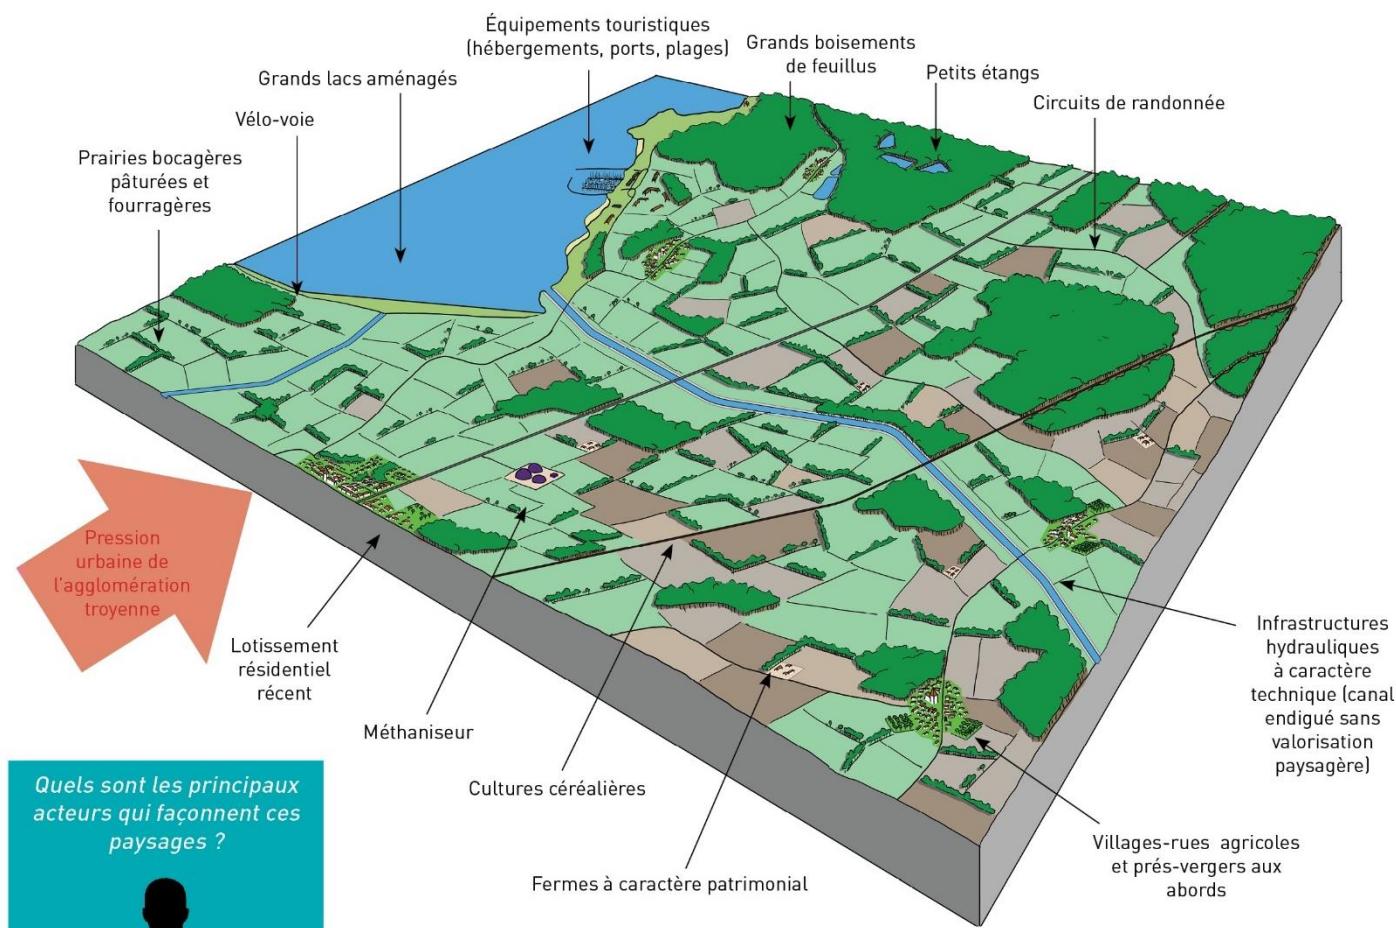 Équipements touristiques
(hébergements, ports, plages)
Grands boisements
de feuillus
Petits étangs
Grands lacs aménagés
Circuits de randonnée
Vélo-voie
Prairies bocagères
pâturées et
fourragères
Pression
urbaine de
l'agglomération
troyenne
Lotissement
résidentiel
récent
Méthaniseur
Cultures céréalières
Fermes à caractère patrimonial
Infrastructures
hydrauliques
à caractère
technique (canal
endigué sans
valorisation
paysagère)
Villages-rues agricoles
et prés-vergers aux
abords
Quels sont les principaux
acteurs qui façonnent ces
paysages ?